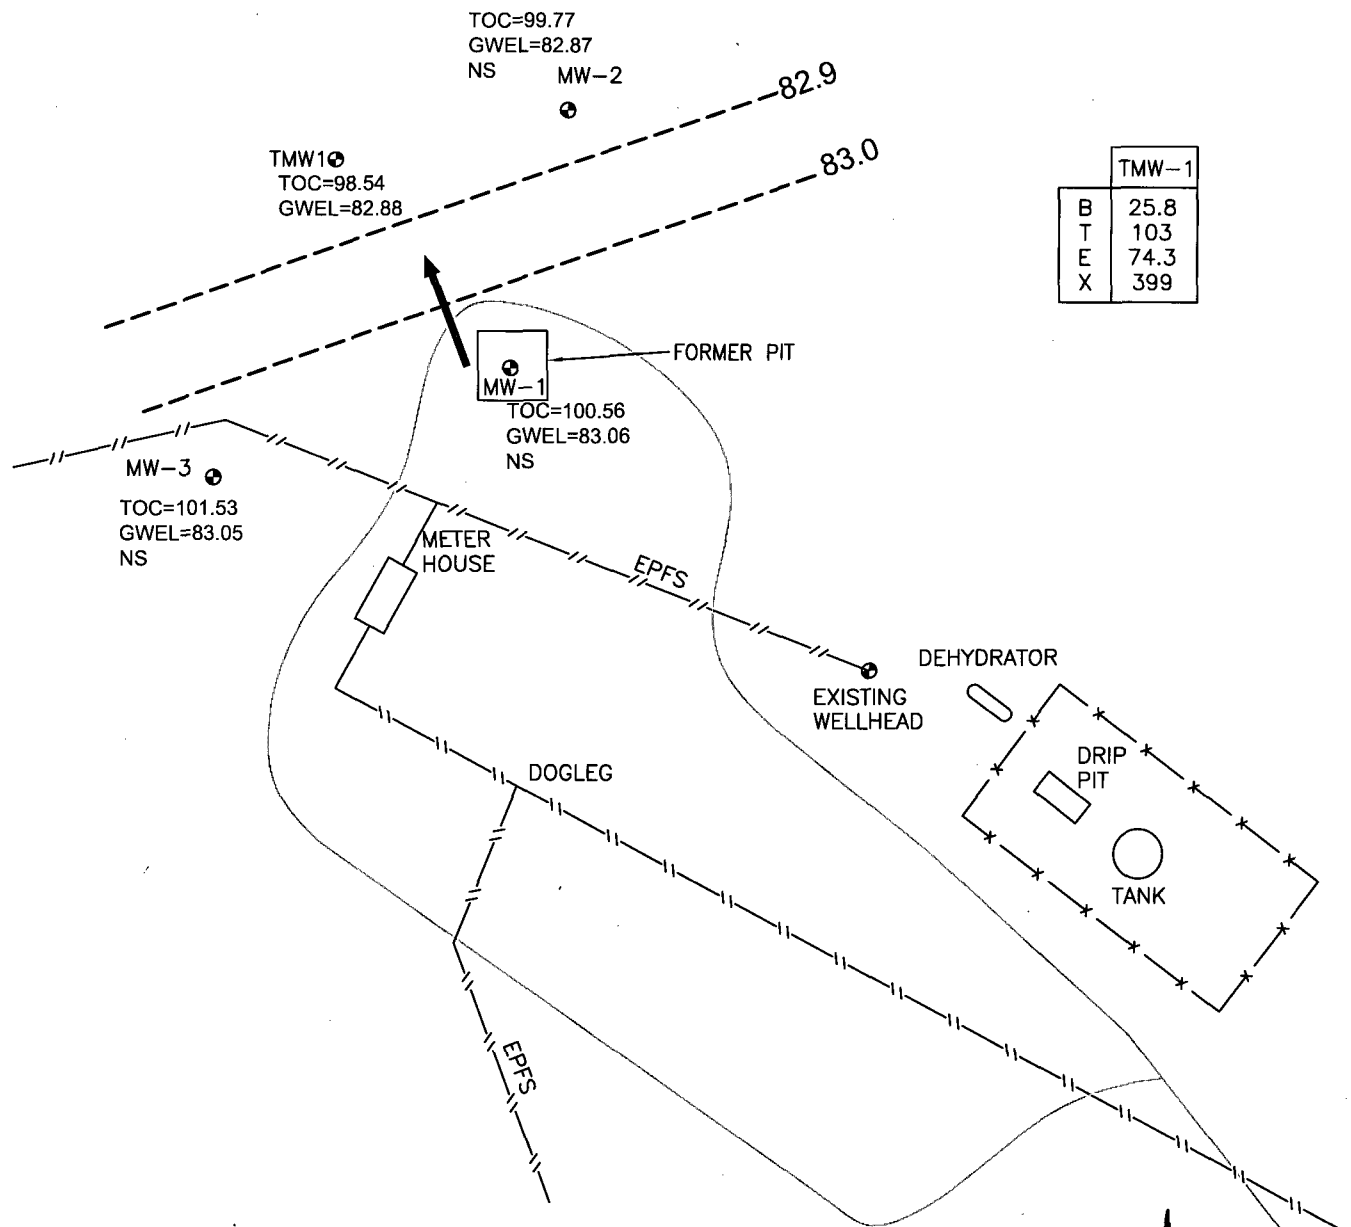 TOC=99.77
GWEL=82.87
NS
MW-2
82.9
TMW1
TOC=98.54
GWEL=82.88
83.0
TMW-1
B 25.8
T 103
E 74.3
X 399
FORMER PIT
MW-1
TOC=100.56
GWEL=83.06
NS
MW-3
TOC=101.53
GWEL=83.05
NS
METER
HOUSE
EPFS
DEHYDRATOR
EXISTING
WELLHEAD
DRIP
PIT
DOGLEG
TANK
EPFS